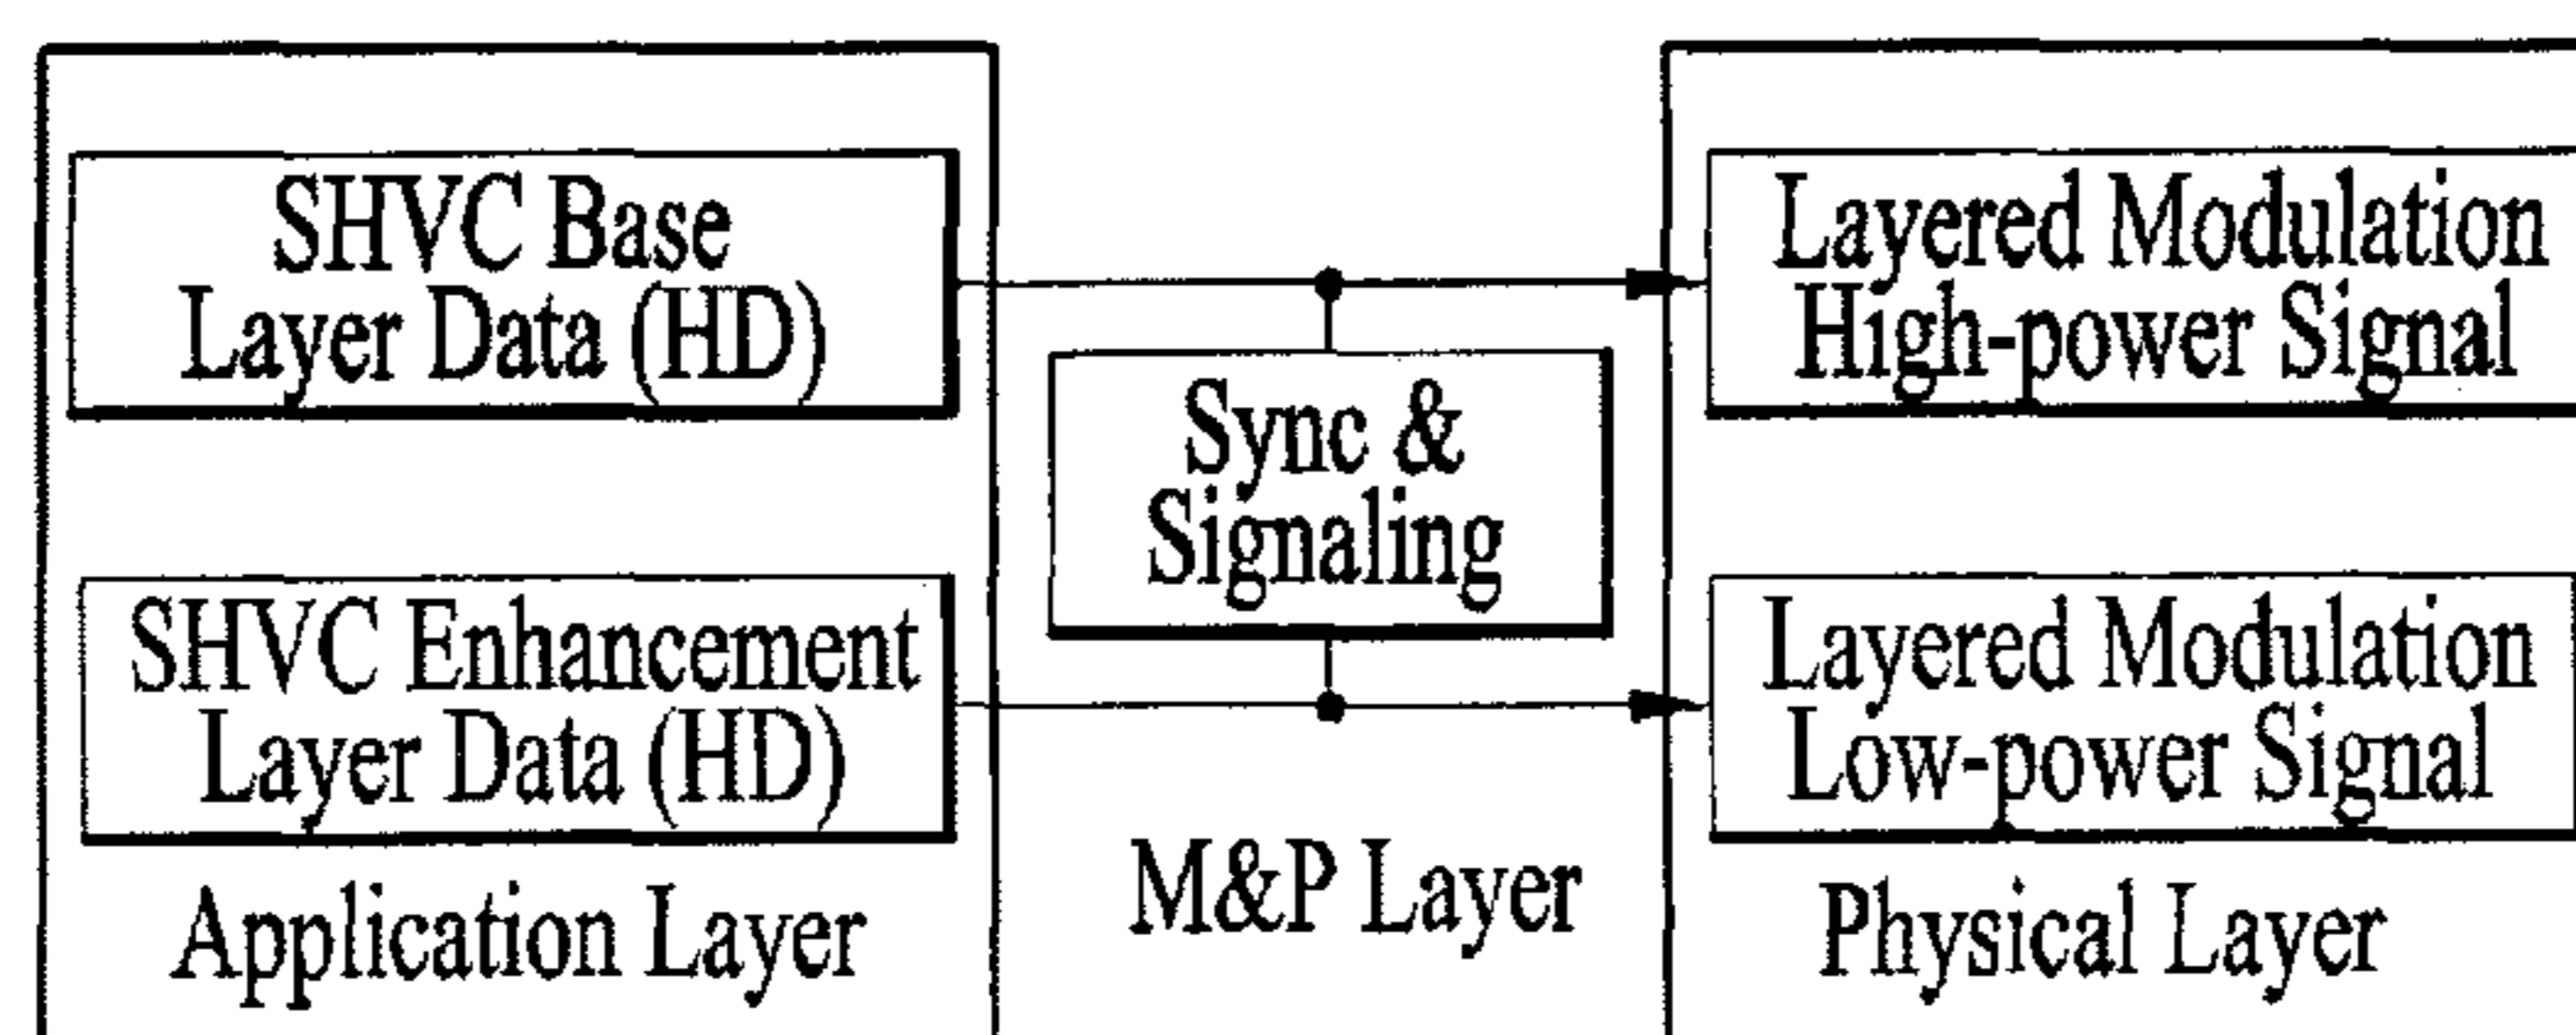 SHVC Base
Layer Data (HD)
SHVC Enhancement
Layer Data (HD)
Application Layer
Sync &
Signaling
M&P Layer
Layered Modulation
High-power Signal
Layered Modulation
Low-power Signal
Physical Layer